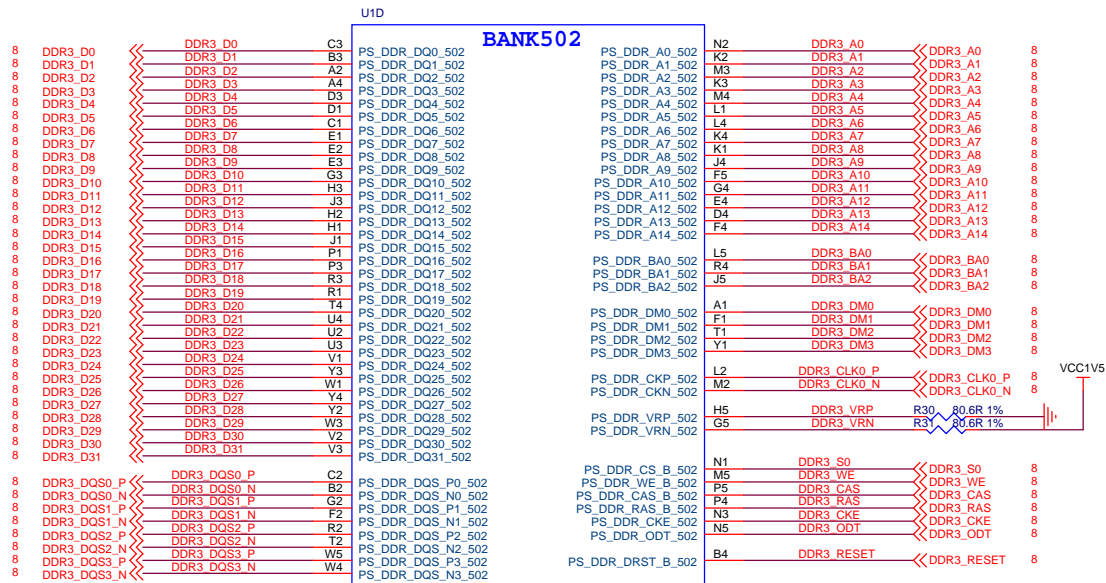 U1D
BANK502
8 DDR3_D0 DDR3_D0 C3 PS_DDR_DQ0_502 PS_DDR_A0_502 N2 DDR3_A0 DDR3_A0 8
8 DDR3_D1 DDR3_D1 B3 PS_DDR_DQ1_502 PS_DDR_A1_502 K2 DDR3_A1 DDR3_A1 8
8 DDR3_D2 DDR3_D2 A2 PS_DDR_DQ2_502 PS_DDR_A2_502 M3 DDR3_A2 DDR3_A2 8
8 DDR3_D3 DDR3_D3 A4 PS_DDR_DQ3_502 PS_DDR_A3_502 K3 DDR3_A3 DDR3_A3 8
8 DDR3_D4 DDR3_D4 D3 PS_DDR_DQ4_502 PS_DDR_A4_502 M4 DDR3_A4 DDR3_A4 8
8 DDR3_D5 DDR3_D5 D1 PS_DDR_DQ5_502 PS_DDR_A5_502 L1 DDR3_A5 DDR3_A5 8
8 DDR3_D6 DDR3_D6 C1 PS_DDR_DQ6_502 PS_DDR_A6_502 L4 DDR3_A6 DDR3_A6 8
8 DDR3_D7 DDR3_D7 E1 PS_DDR_DQ7_502 PS_DDR_A7_502 K4 DDR3_A7 DDR3_A7 8
8 DDR3_D8 DDR3_D8 E2 PS_DDR_DQ8_502 PS_DDR_A8_502 K1 DDR3_A8 DDR3_A8 8
8 DDR3_D9 DDR3_D9 E3 PS_DDR_DQ9_502 PS_DDR_A9_502 J4 DDR3_A9 DDR3_A9 8
8 DDR3_D10 DDR3_D10 G3 PS_DDR_DQ10_502 PS_DDR_A10_502 F5 DDR3_A10 DDR3_A10 8
8 DDR3_D11 DDR3_D11 H3 PS_DDR_DQ11_502 PS_DDR_A11_502 G4 DDR3_A11 DDR3_A11 8
8 DDR3_D12 DDR3_D12 J3 PS_DDR_DQ12_502 PS_DDR_A12_502 E4 DDR3_A12 DDR3_A12 8
8 DDR3_D13 DDR3_D13 H2 PS_DDR_DQ13_502 PS_DDR_A13_502 D4 DDR3_A13 DDR3_A13 8
8 DDR3_D14 DDR3_D14 H1 PS_DDR_DQ14_502 PS_DDR_A14_502 F4 DDR3_A14 DDR3_A14 8
8 DDR3_D15 DDR3_D15 J1 PS_DDR_DQ15_502
8 DDR3_D16 DDR3_D16 P1 PS_DDR_DQ16_502 PS_DDR_BA0_502 L5 DDR3_BA0 DDR3_BA0 8
8 DDR3_D17 DDR3_D17 P3 PS_DDR_DQ17_502 PS_DDR_BA1_502 R4 DDR3_BA1 DDR3_BA1 8
8 DDR3_D18 DDR3_D18 R3 PS_DDR_DQ18_502 PS_DDR_BA2_502 J5 DDR3_BA2 DDR3_BA2 8
8 DDR3_D19 DDR3_D19 R1 PS_DDR_DQ19_502
8 DDR3_D20 DDR3_D20 T4 PS_DDR_DQ20_502 PS_DDR_DM0_502 A1 DDR3_DM0 DDR3_DM0 8
8 DDR3_D21 DDR3_D21 U4 PS_DDR_DQ21_502 PS_DDR_DM1_502 F1 DDR3_DM1 DDR3_DM1 8
8 DDR3_D22 DDR3_D22 U2 PS_DDR_DQ22_502 PS_DDR_DM2_502 T1 DDR3_DM2 DDR3_DM2 8
8 DDR3_D23 DDR3_D23 U3 PS_DDR_DQ23_502 PS_DDR_DM3_502 Y1 DDR3_DM3 DDR3_DM3 8
8 DDR3_D24 DDR3_D24 V1 PS_DDR_DQ24_502
VCC1V5
8 DDR3_D25 DDR3_D25 Y3 PS_DDR_DQ25_502 PS_DDR_CKP_502 L2 DDR3_CLK0_P DDR3_CLK0_P 8
8 DDR3_D26 DDR3_D26 W1 PS_DDR_DQ26_502 PS_DDR_CKN_502 M2 DDR3_CLK0_N DDR3_CLK0_N 8
8 DDR3_D27 DDR3_D27 Y4 PS_DDR_DQ27_502
8 DDR3_D28 DDR3_D28 Y2 PS_DDR_DQ28_502 PS_DDR_VRP_502 H5 DDR3_VRP R30 80.6R 1%
8 DDR3_D29 DDR3_D29 W3 PS_DDR_DQ29_502 PS_DDR_VRN_502 G5 DDR3_VRN R31 80.6R 1%
8 DDR3_D30 DDR3_D30 V2 PS_DDR_DQ30_502
8 DDR3_D31 DDR3_D31 V3 PS_DDR_DQ31_502
PS_DDR_CS_B_502 N1 DDR3_S0 DDR3_S0 8
8 DDR3_DQS0_P DDR3_DQS0_P C2 PS_DDR_DQS_P0_502 PS_DDR_WE_B_502 M5 DDR3_WE DDR3_WE 8
8 DDR3_DQS0_N DDR3_DQS0_N B2 PS_DDR_DQS_N0_502 PS_DDR_CAS_B_502 P5 DDR3_CAS DDR3_CAS 8
8 DDR3_DQS1_P DDR3_DQS1_P G2 PS_DDR_DQS_P1_502 PS_DDR_RAS_B_502 P4 DDR3_RAS DDR3_RAS 8
8 DDR3_DQS1_N DDR3_DQS1_N F2 PS_DDR_DQS_N1_502 PS_DDR_CKE_502 N3 DDR3_CKE DDR3_CKE 8
8 DDR3_DQS2_P DDR3_DQS2_P R2 PS_DDR_DQS_P2_502 PS_DDR_ODT_502 N5 DDR3_ODT DDR3_ODT 8
8 DDR3_DQS2_N DDR3_DQS2_N T2 PS_DDR_DQS_N2_502
8 DDR3_DQS3_P DDR3_DQS3_P W5 PS_DDR_DQS_P3_502 PS_DDR_DRST_B_502 B4 DDR3_RESET DDR3_RESET 8
8 DDR3_DQS3_N DDR3_DQS3_N W4 PS_DDR_DQS_N3_502